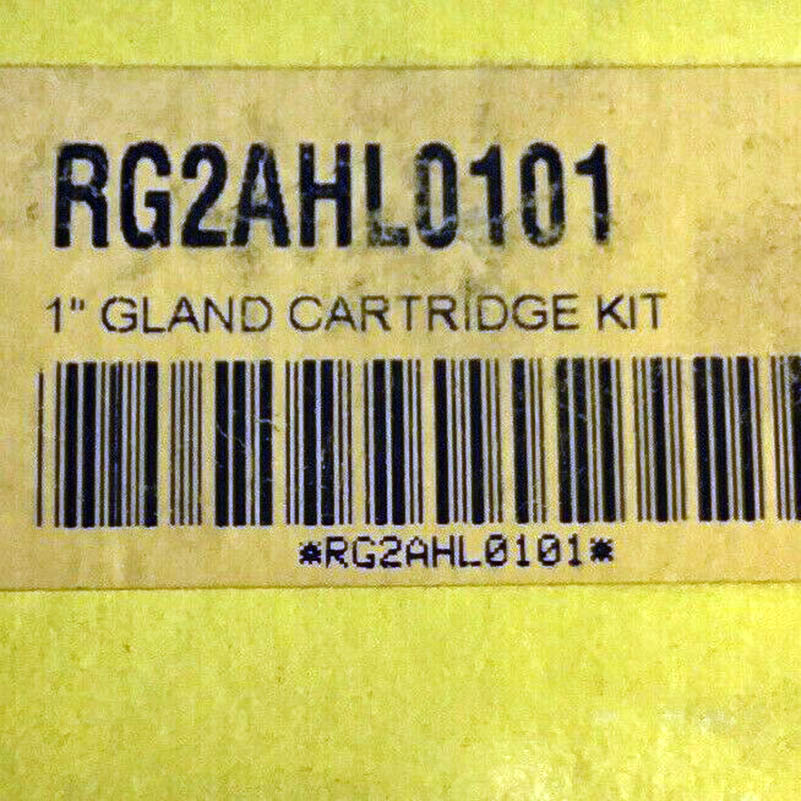 RG2AHL0101
1" GLAND CARTRIDGE KIT
*RG2AHL0101*